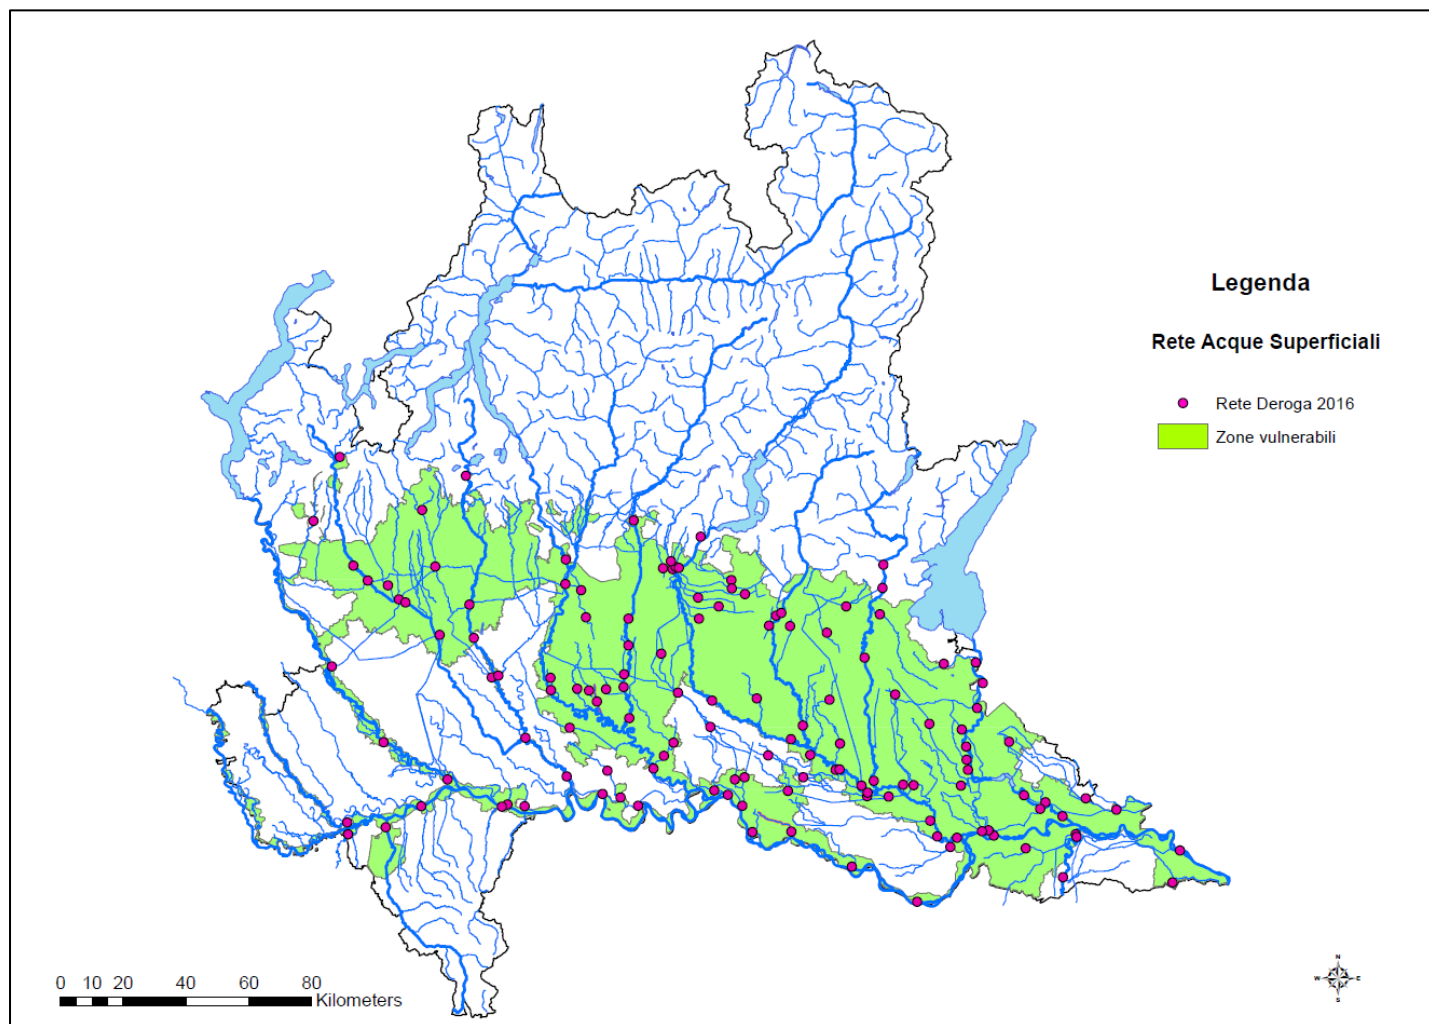 Legenda
Rete Acque Superficiali
Rete Deroga 2016
Zone vulnerabili
0 10 20 40 60 80
Kilometers
N
W E
S